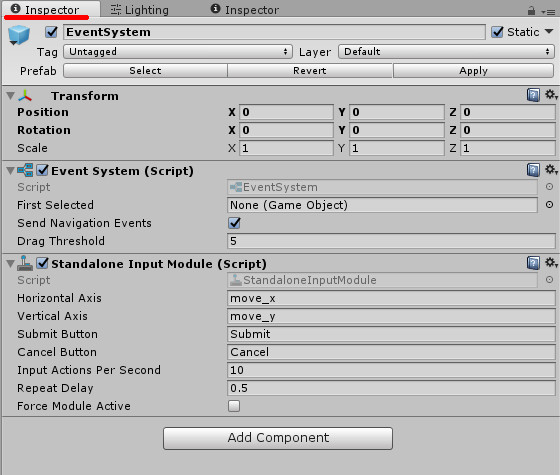 Inspector Lighting Inspector
EventSystem Static
Tag Untagged Layer Default
Prefab Select Revert Apply
Transform
Position X 0 Y 0 Z 0
Rotation X 0 Y 0 Z 0
Scale X 1 Y 1 Z 1
Event System (Script)
Script EventSystem
First Selected None (Game Object)
Send Navigation Events
Drag Threshold 5
Standalone Input Module (Script)
Script StandaloneInputModule
Horizontal Axis move_x
Vertical Axis move_y
Submit Button Submit
Cancel Button Cancel
Input Actions Per Second 10
Repeat Delay 0.5
Force Module Active
Add Component